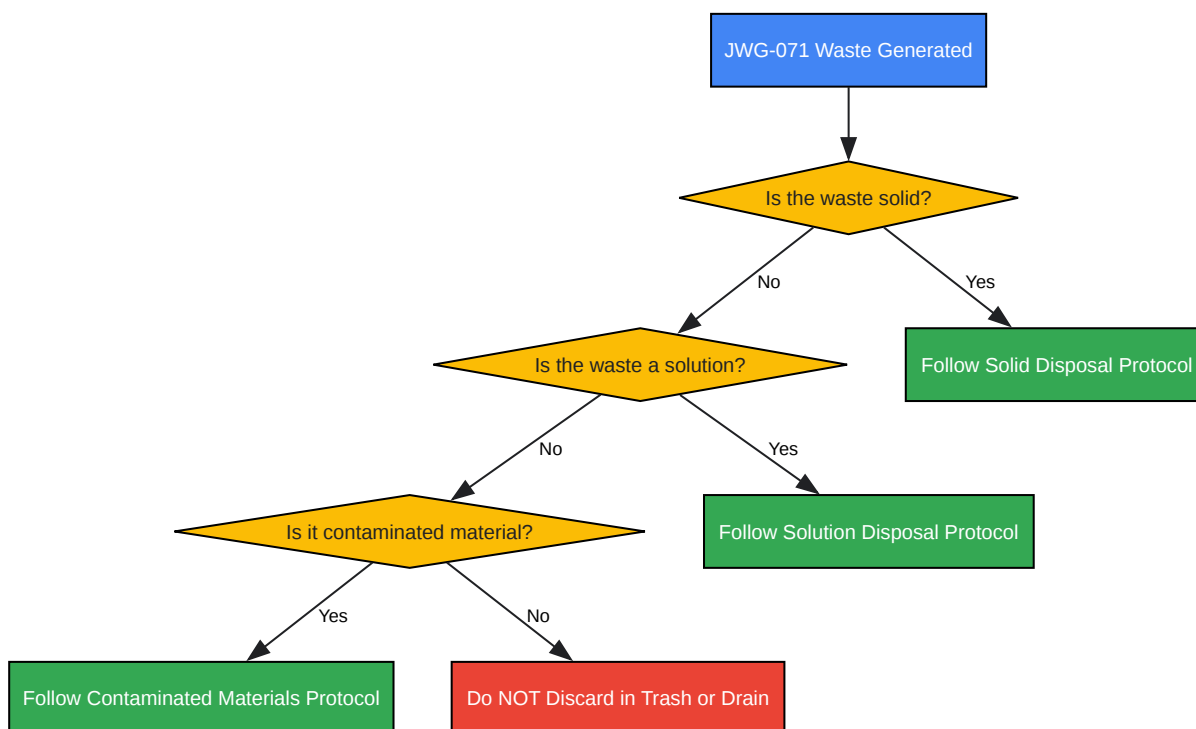 JWG-071 Waste Generated
Is the waste solid?
No
Yes
Is the waste a solution?
Follow Solid Disposal Protocol
No
Yes
Is it contaminated material?
Follow Solution Disposal Protocol
Yes
No
Follow Contaminated Materials Protocol
Do NOT Discard in Trash or Drain